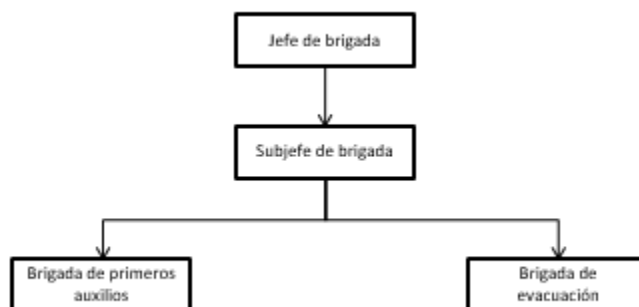 Jefe de brigada
Subjefe de brigada
Brigada de primeros
auxilios
Brigada de
evacuación